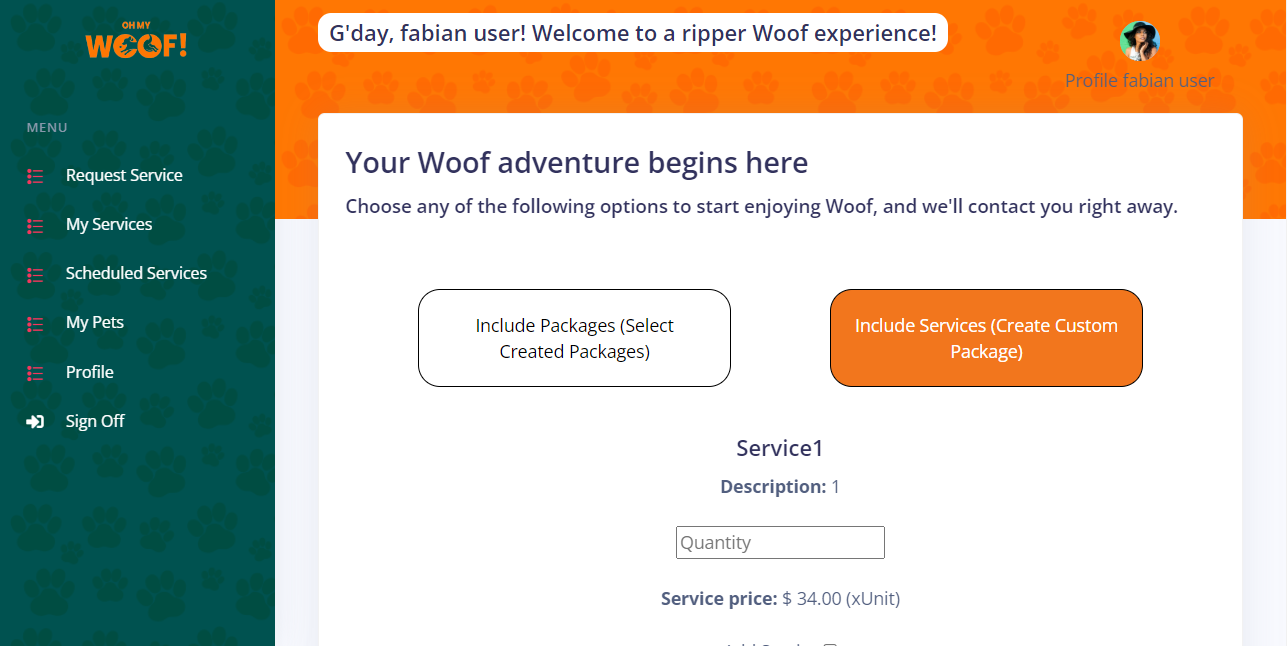 OH MY
WOOF!
MENU
Request Service
My Services
Scheduled Services
My Pets
Profile
Sign Off
G'day, fabian user! Welcome to a ripper Woof experience!
Profile fabian user
Your Woof adventure begins here
Choose any of the following options to start enjoying Woof, and we'll contact you right away.
Include Packages (Select
Created Packages)
Include Services (Create Custom
Package)
Service1
Description: 1
Quantity
Service price: $ 34.00 (xUnit)